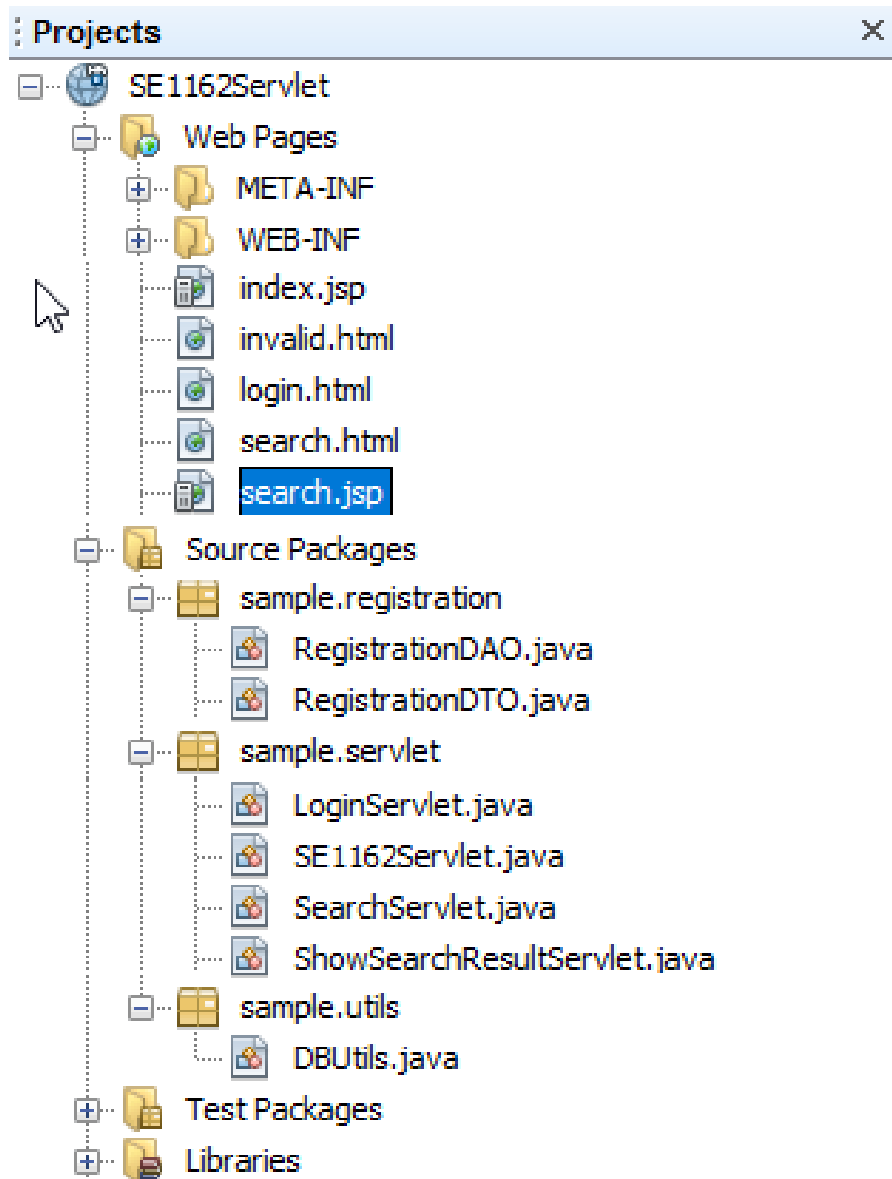 Projects
SE1162Servlet
Web Pages
META-INF
WEB-INF
index.jsp
invalid.html
login.html
search.html
search.jsp
Source Packages
sample.registration
RegistrationDAO.java
RegistrationDTO.java
sample.servlet
LoginServlet.java
SE1162Servlet.java
SearchServlet.java
ShowSearchResultServlet.java
sample.utils
DBUtils.java
Test Packages
Libraries